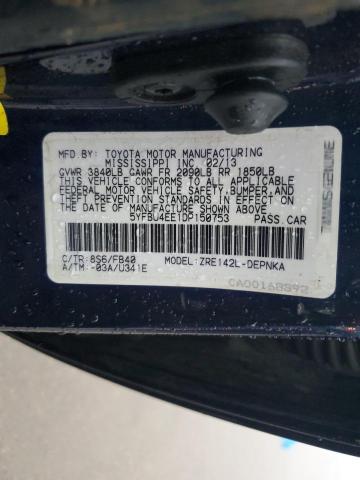 MFD. BY: TOYOTA MOTOR MANUFACTURING
MISSISSIPPI INC. 02/13
GVWR 3840LB GAWR FR 2090LB RR 1850LB
THIS VEHICLE CONFORMS TO ALL APPLICABLE
FEDERAL MOTOR VEHICLE SAFETY, BUMPER, AND
THEFT PREVENTION STANDARDS IN EFFECT ON
THE DATE OF MANUFACTURE SHOWN ABOVE.
5YFBU4EE1DP150753 PASS CAR
C/TR: 8S6/FB40 MODEL: ZRE142L-DEPNKA
A/TM: -03A/U341E
CA00168892
GENUINE